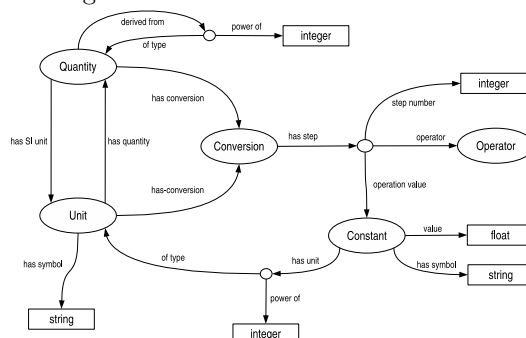 derived from
of type
power of
integer
Quantity
integer
has conversion
step number
has SI unit
has quantity
Conversion
has step
operator
Operator
has-conversion
operation value
Unit
Constant
value
float
of type
has unit
has symbol
has symbol
string
power of
string
integer